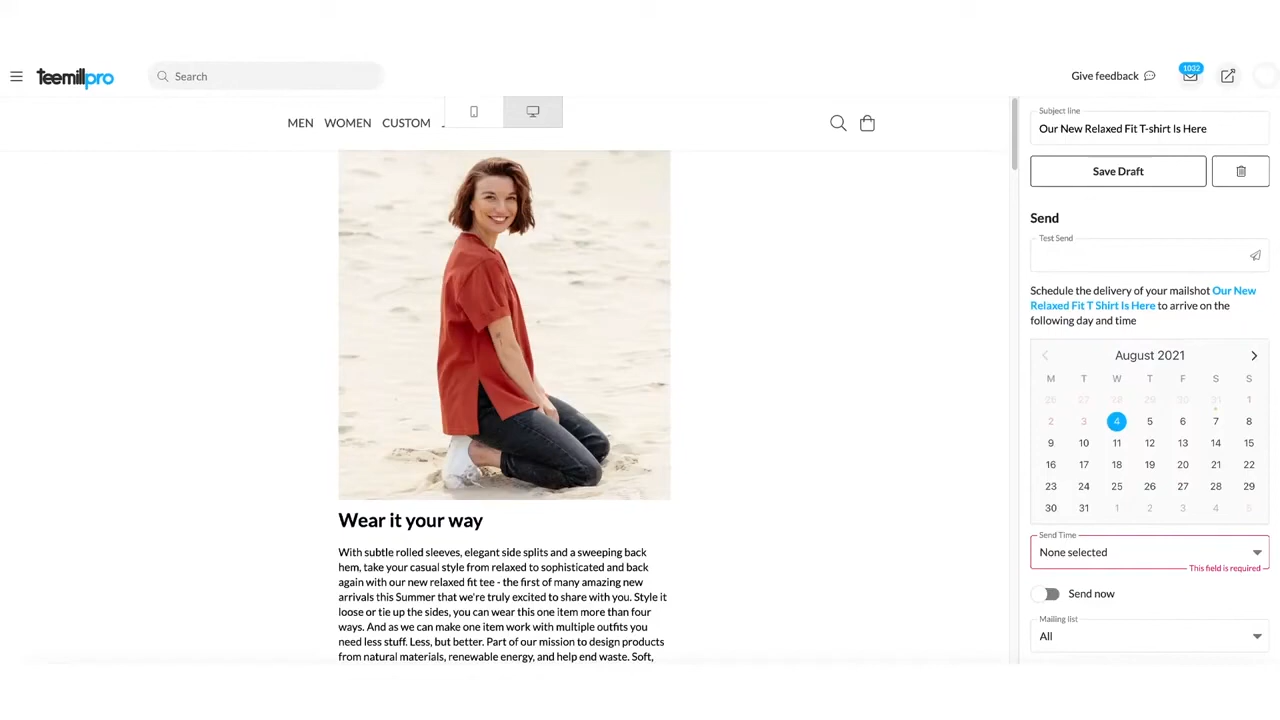 teemillpro
Search
Give feedback
1032
MEN WOMEN CUSTOM
Subject line
Our New Relaxed Fit T-shirt Is Here
Save Draft
Send
Test Send
Schedule the delivery of your mailshot Our New
Relaxed Fit T Shirt Is Here to arrive on the
following day and time
August 2021
M T W T F S S
26 27 28 29 30 31 1
2 3 4 5 6 7 8
9 10 11 12 13 14 15
16 17 18 19 20 21 22
23 24 25 26 27 28 29
30 31 1 2 3 4 5
Send Time
None selected
This field is required
Send now
Mailing list
All
Wear it your way
With subtle rolled sleeves, elegant side splits and a sweeping back
hem, take your casual style from relaxed to sophisticated and back
again with our new relaxed fit tee - the first of many amazing new
arrivals this Summer that we're truly excited to share with you. Style it
loose or tie up the sides, you can wear this one item more than four
ways. And as we can make one item work with multiple outfits you
need less stuff. Less, but better. Part of our mission to design products
from natural materials, renewable energy, and help end waste. Soft,